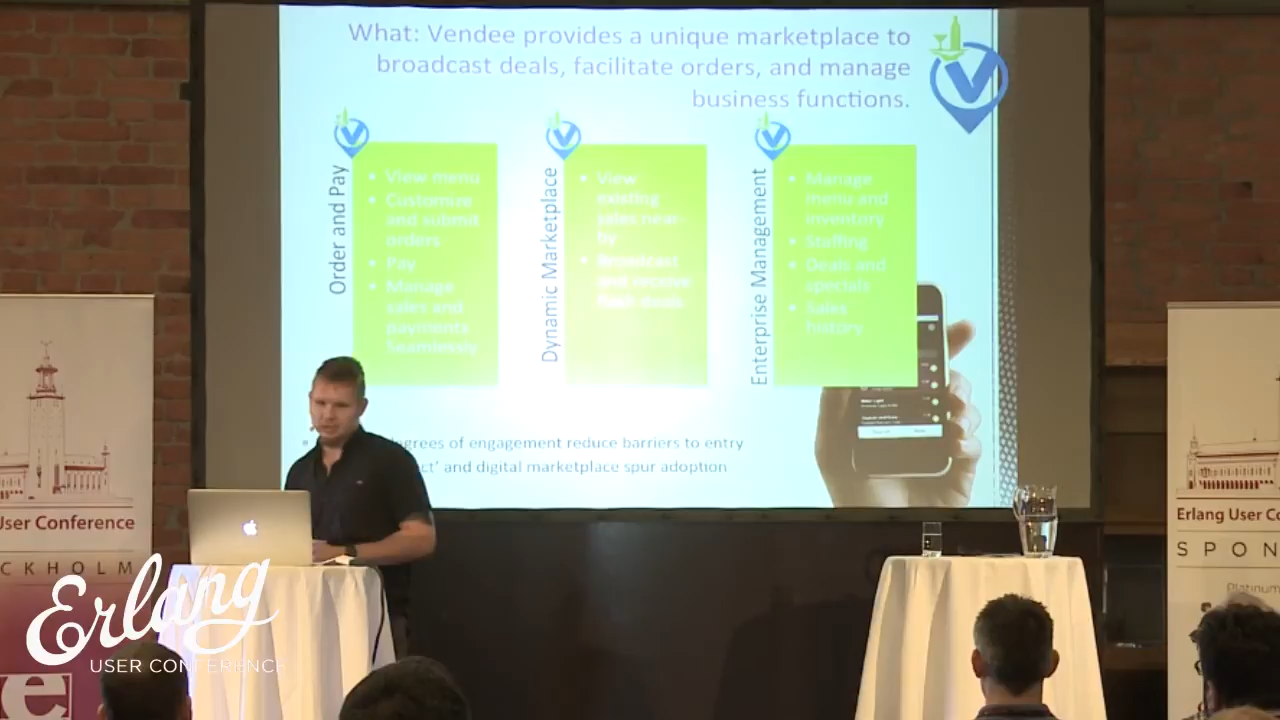 What: Vendee provides a unique marketplace to
broadcast deals, facilitate orders, and manage
business functions.
Order and Pay
• View menu
• Customize
and submit
orders
• Pay
• Manage
sales and
payments
Seamlessly
Dynamic Marketplace
• View
existing
sales near-
by
• Broadcast
and receive
flash deals
Enterprise Management
• Manage
menu and
inventory
• Staffing
• Deals and
specials
• Sales
history
degrees of engagement reduce barriers to entry
and digital marketplace spur adoption
User Conference
CKHOLM
Erlang
USER CONFERENCE
e
Erlang User Co
SPON
Platinum